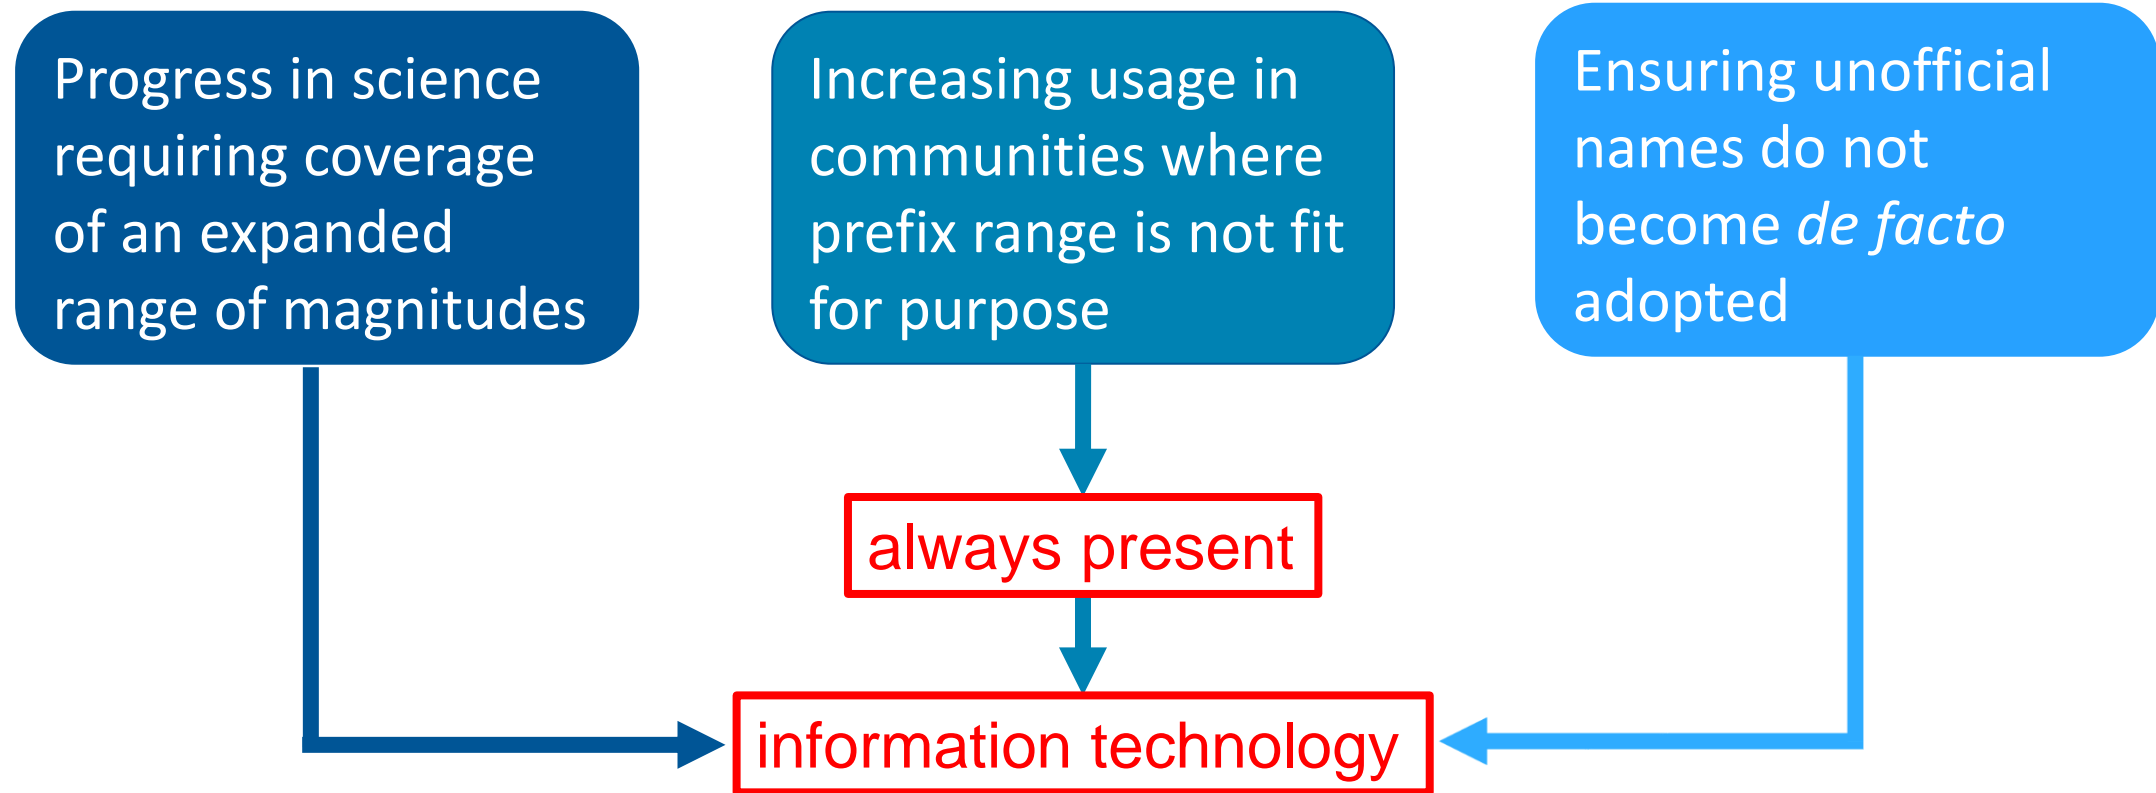 Progress in science
requiring coverage
of an expanded
range of magnitudes
Increasing usage in
communities where
prefix range is not fit
for purpose
Ensuring unofficial
names do not
become de facto
adopted
always present
information technology